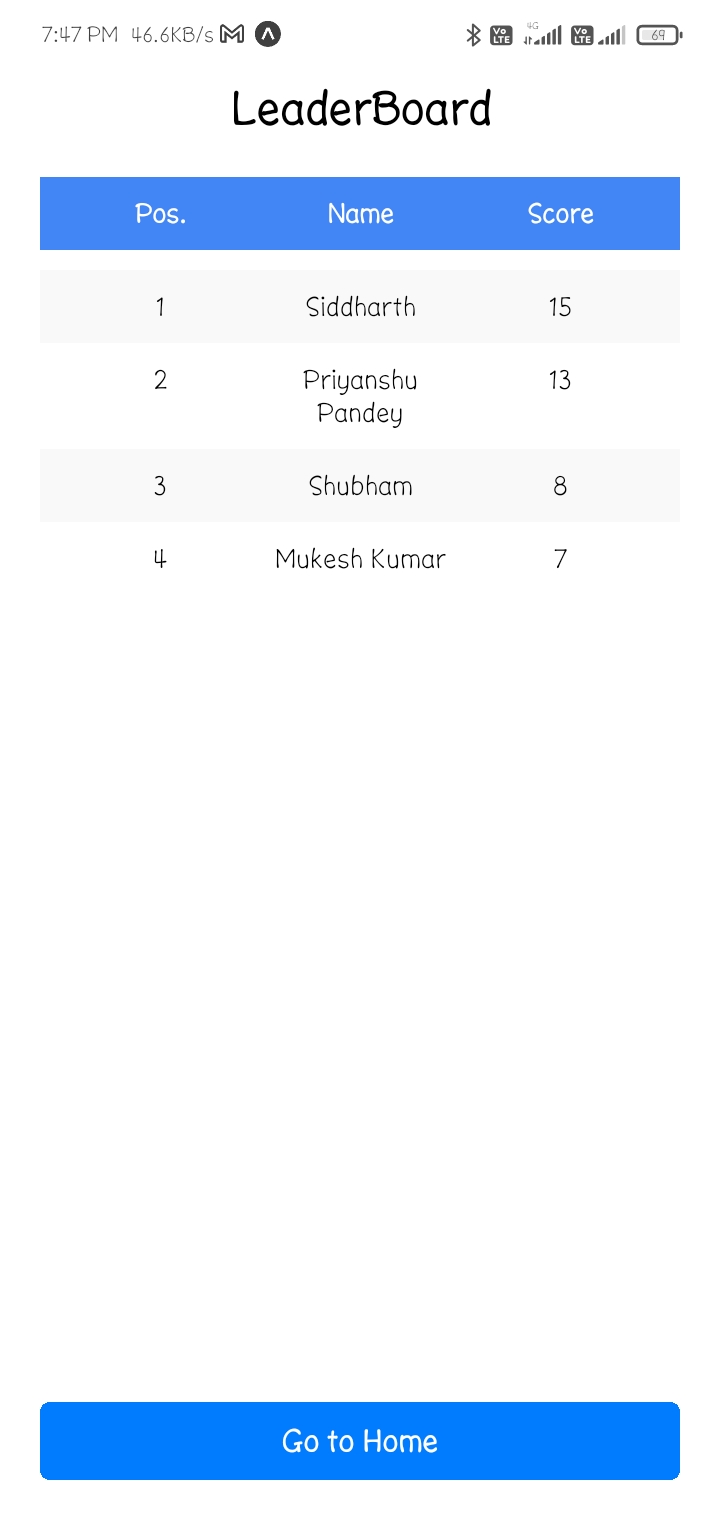 7:47 PM 46.6KB/s
Vo LTE 4G Vo LTE 69
LeaderBoard
Pos. Name Score
1 Siddharth 15
2 Priyanshu 13
Pandey
3 Shubham 8
4 Mukesh Kumar 7
Go to Home